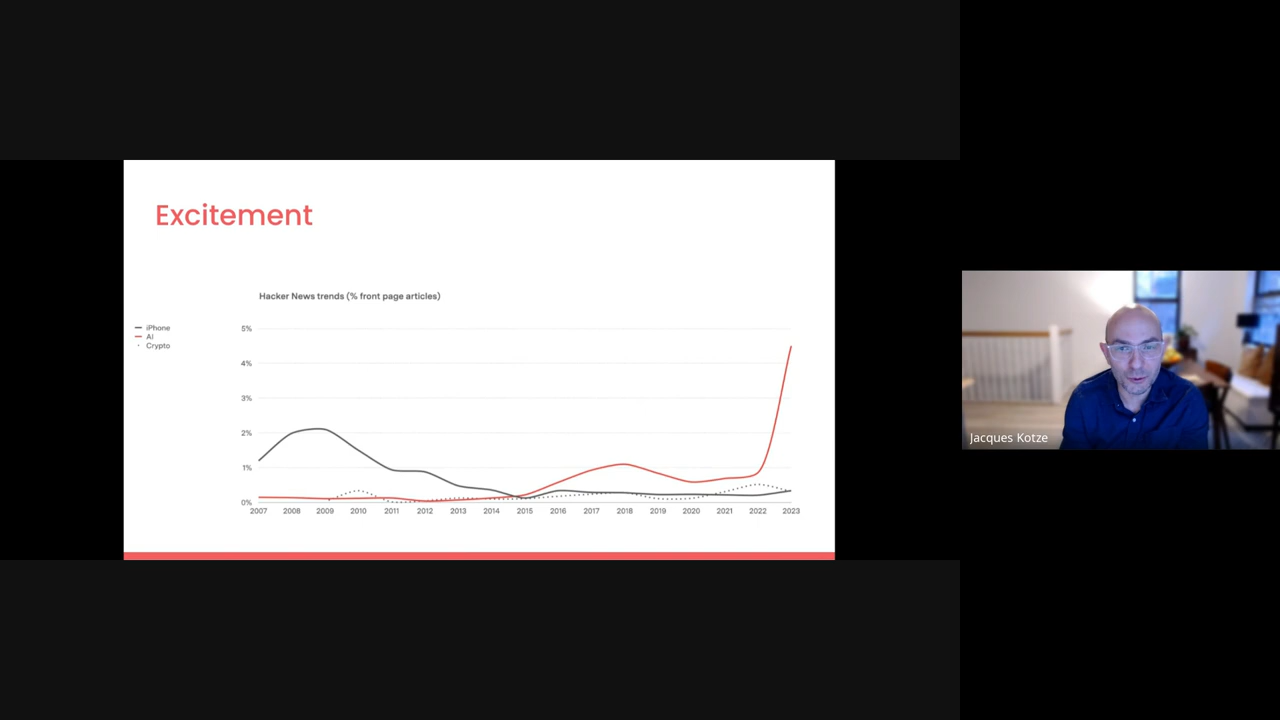 Excitement
Hacker News trends (% front page articles)
iPhone
AI
Crypto
5%
4%
3%
2%
1%
0%
2007 2008 2009 2010 2011 2012 2013 2014 2015 2016 2017 2018 2019 2020 2021 2022 2023
Jacques Kotze